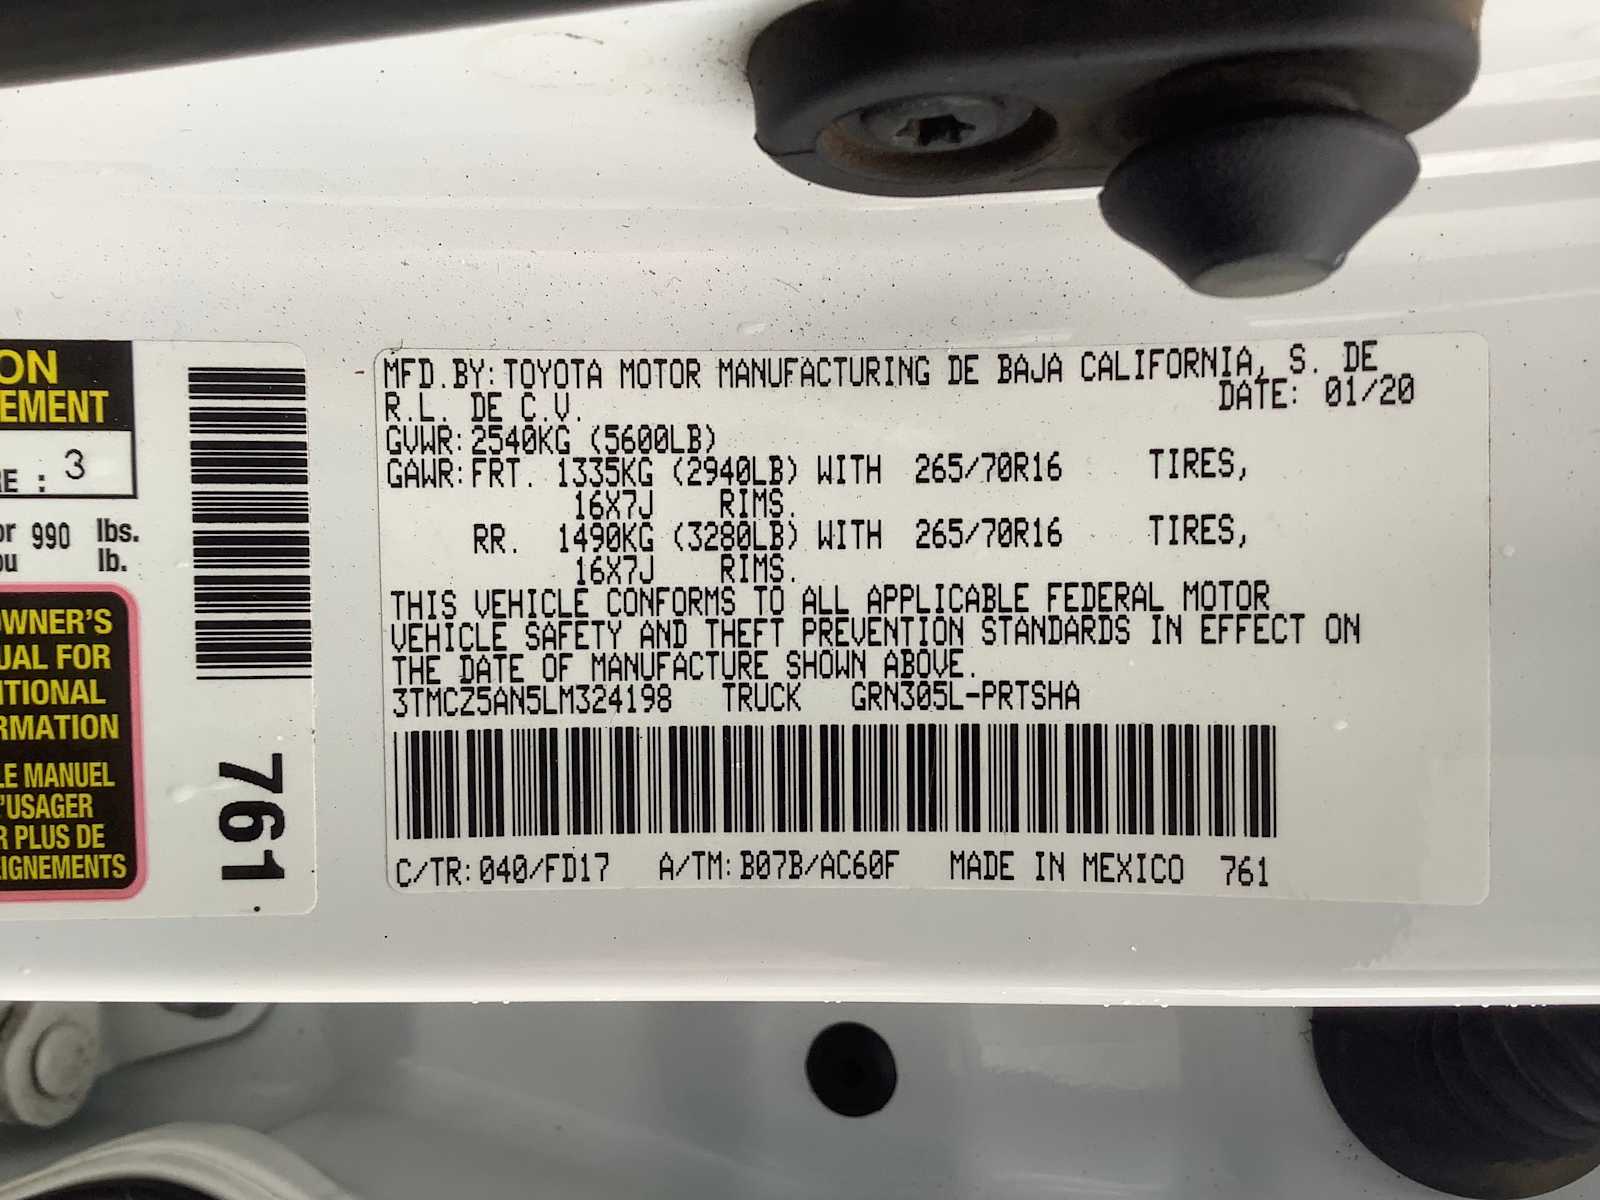 ON
EMENT
RE : 3
or 990 lbs.
ou lb.
OWNER'S
UAL FOR
ITIONAL
RMATION
LE MANUEL
L'USAGER
R PLUS DE
EIGNEMENTS
761
MFD.BY:TOYOTA MOTOR MANUFACTURING DE BAJA CALIFORNIA, S. DE
R.L. DE C.V. DATE: 01/20
GVWR:2540KG (5600LB)
GAWR:FRT. 1335KG (2940LB) WITH 265/70R16 TIRES,
16X7J RIMS.
RR. 1490KG (3280LB) WITH 265/70R16 TIRES,
16X7J RIMS.
THIS VEHICLE CONFORMS TO ALL APPLICABLE FEDERAL MOTOR
VEHICLE SAFETY AND THEFT PREVENTION STANDARDS IN EFFECT ON
THE DATE OF MANUFACTURE SHOWN ABOVE.
3TMCZ5AN5LM324198 TRUCK GRN305L-PRTSHA
C/TR:040/FD17 A/TM:B07B/AC60F MADE IN MEXICO 761